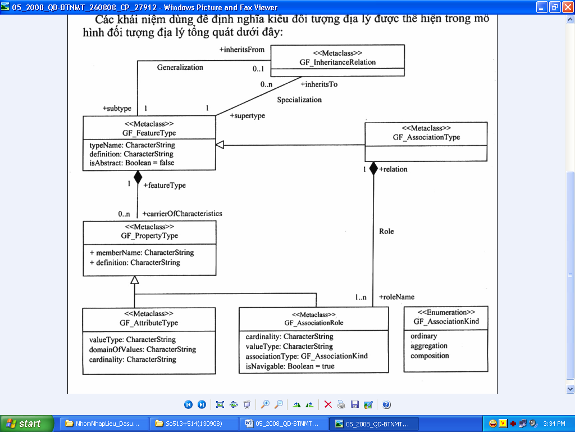 05_2008_QD-BTNMT_260808_CP_27912 - Windows Picture and Fax Viewer
Các khái niệm dùng để định nghĩa kiểu đối tượng địa lý được thể hiện trong mô
hình đối tượng địa lý tổng quát dưới đây:
+inheritsFrom
<<Metaclass>>
GF_InheritanceRelation
Generalization
0..1
0..n
+inheritsTo
Specialization
+subtype
1
1
+supertype
<<Metaclass>>
GF_FeatureType
typeName: CharacterString
definition: CharacterString
isAbstract: Boolean = false
<<Metaclass>>
GF_AssociationType
1
+featureType
1
+relation
0..n
+carrierOfCharacteristics
<<Metaclass>>
GF_PropertyType
+ memberName: CharacterString
+ definition: CharacterString
Role
1..n
+roleName
<<Metaclass>>
GF_AttributeType
valueType: CharacterString
domainOfValues: CharacterString
cardinality: CharacterString
<<Metaclass>>
GF_AssociationRole
cardinality: CharacterString
valueType: CharacterString
associationType: GF_AssociationKind
isNavigable: Boolean = true
<<Enumeration>>
GF_AssociationKind
ordinary
aggregation
composition
start
05_2008_QD-BTNMT